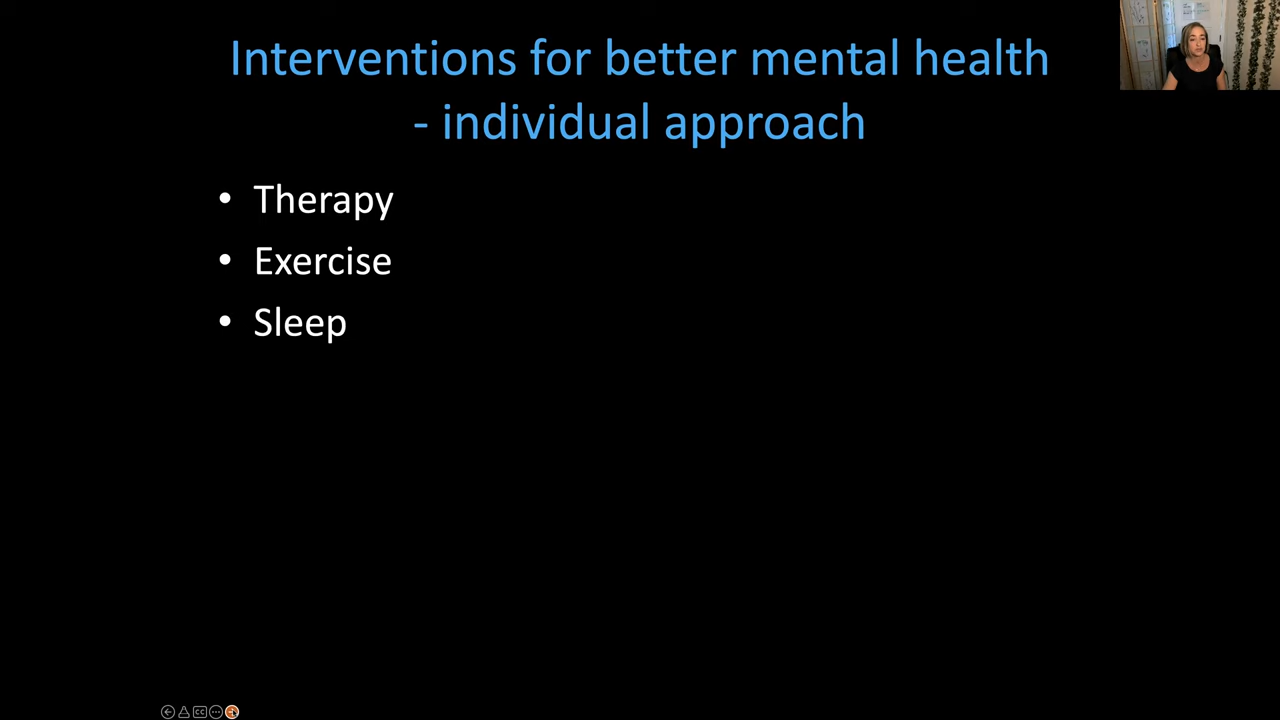 Interventions for better mental health
- individual approach
• Therapy
• Exercise
• Sleep